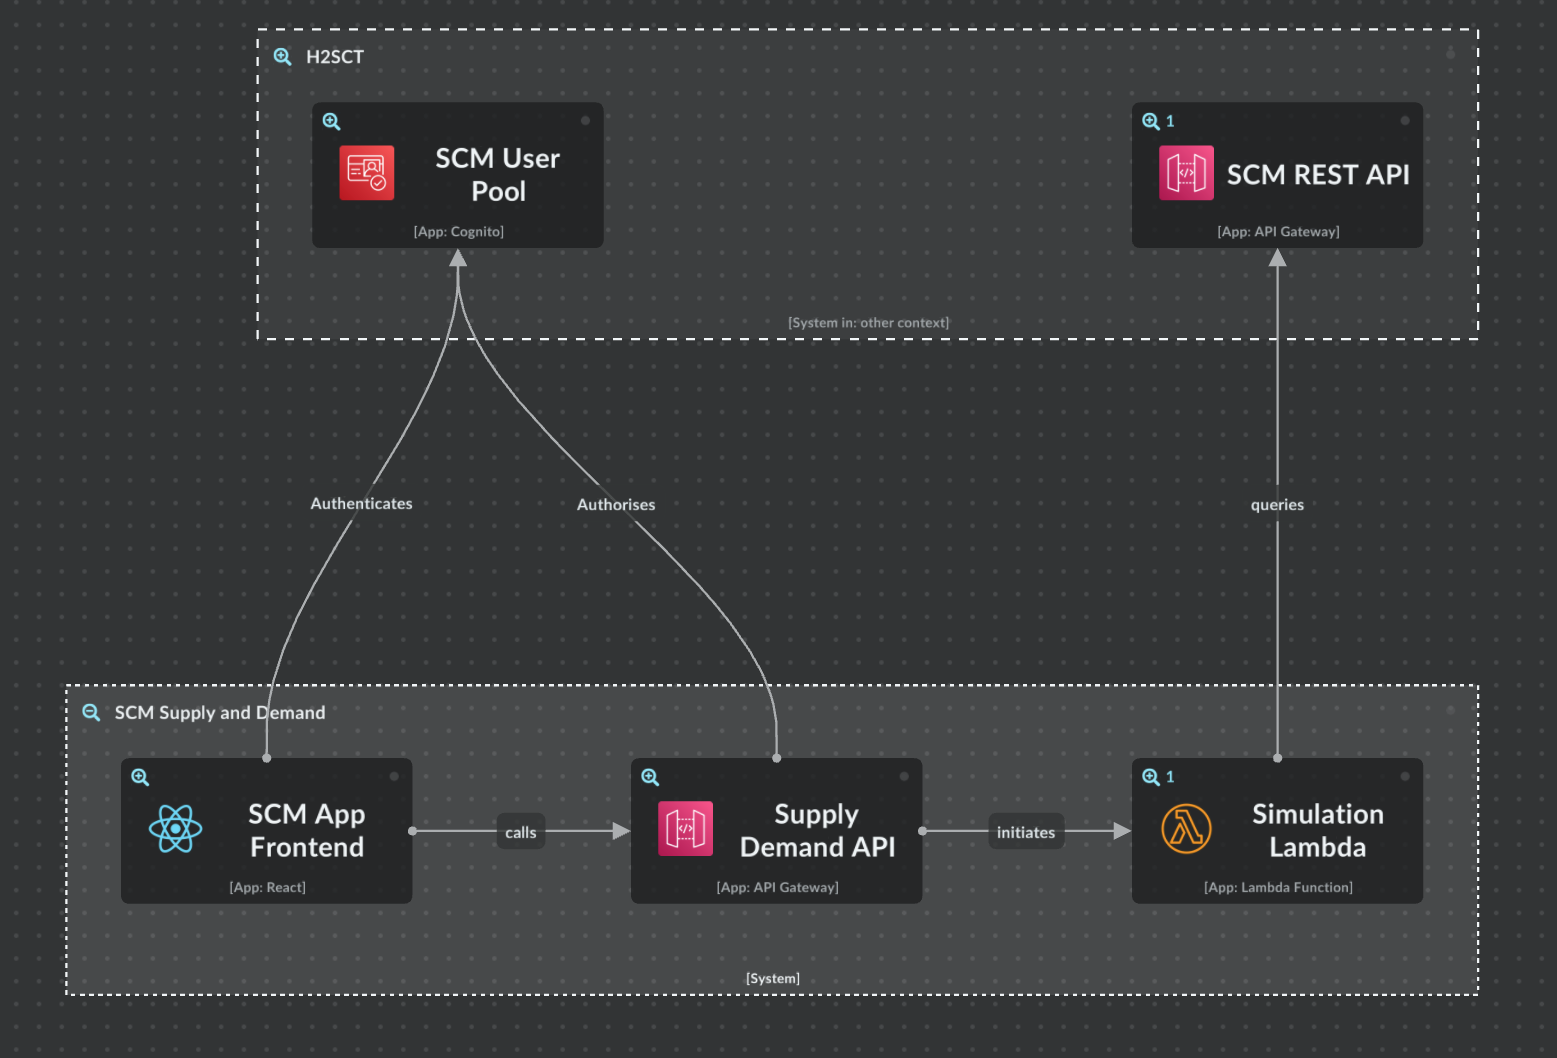 H2SCT
SCM User
Pool
[App: Cognito]
1
SCM REST API
[App: API Gateway]
[System in: other context]
Authenticates
Authorises
queries
SCM Supply and Demand
SCM App
Frontend
[App: React]
calls
Supply
Demand API
[App: API Gateway]
initiates
1
Simulation
Lambda
[App: Lambda Function]
[System]